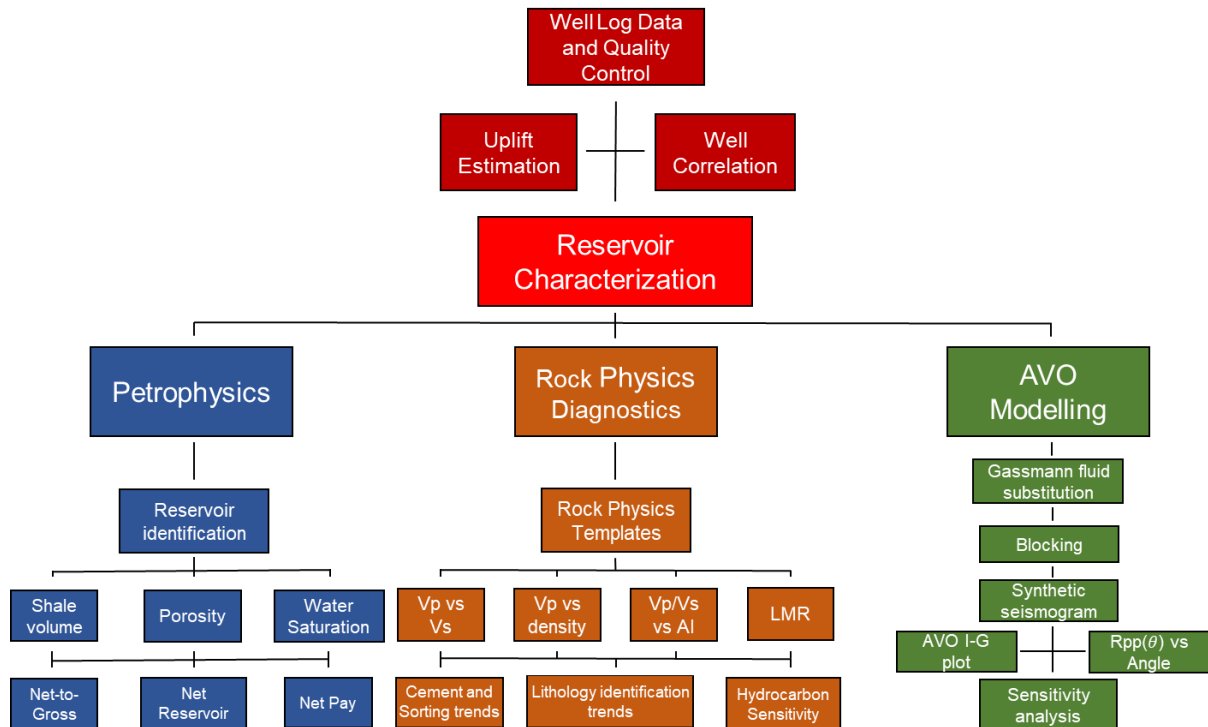 Well Log Data
and Quality
Control
Uplift
Estimation
Well
Correlation
Reservoir
Characterization
Petrophysics
Rock Physics
Diagnostics
AVO
Modelling
Reservoir
identification
Rock Physics
Templates
Gassmann fluid
substitution
Blocking
Synthetic
seismogram
Shale
volume
Porosity
Water
Saturation
Vp vs
Vs
Vp vs
density
Vp/Vs
vs AI
LMR
AVO I-G
plot
Rpp(θ) vs
Angle
Net-to-
Gross
Net
Reservoir
Net Pay
Cement and
Sorting trends
Lithology identification
trends
Hydrocarbon
Sensitivity
Sensitivity
analysis